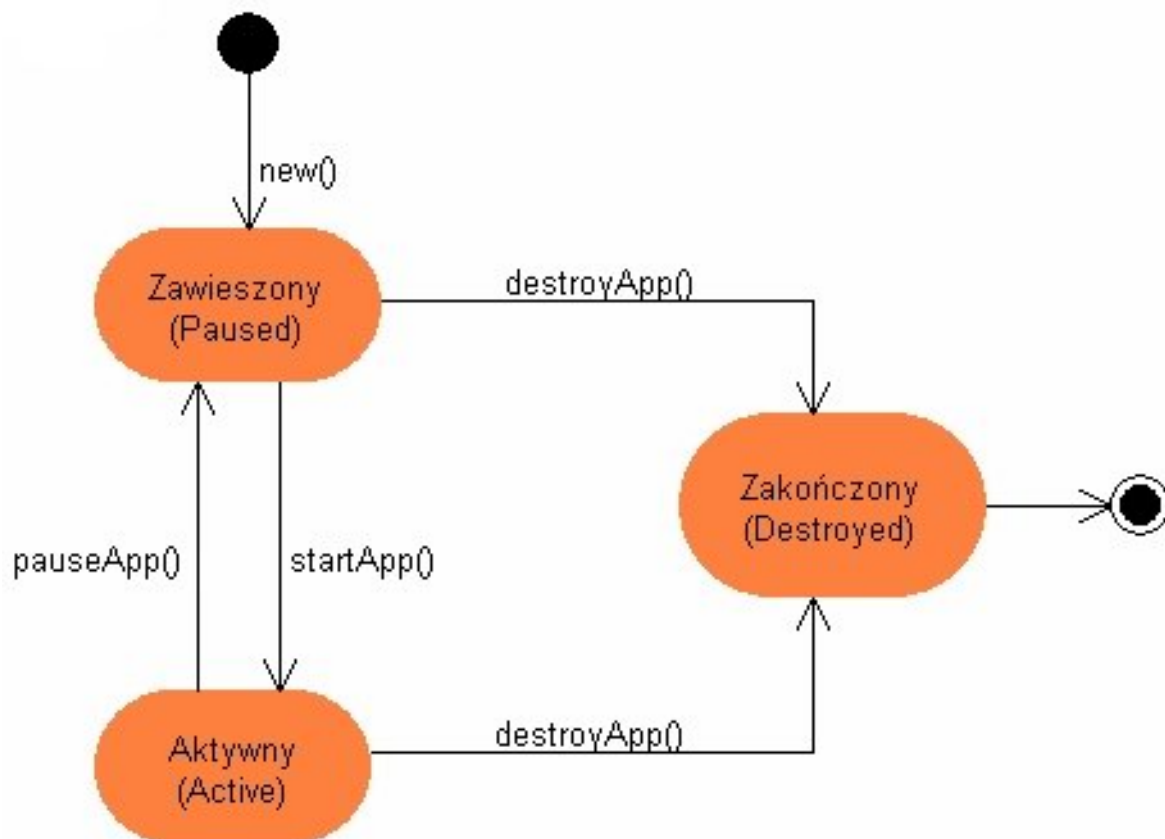 new()
Zawieszony
(Paused)
destroyApp()
Zakończony
(Destroyed)
pauseApp()
startApp()
Aktywny
(Active)
destroyApp()